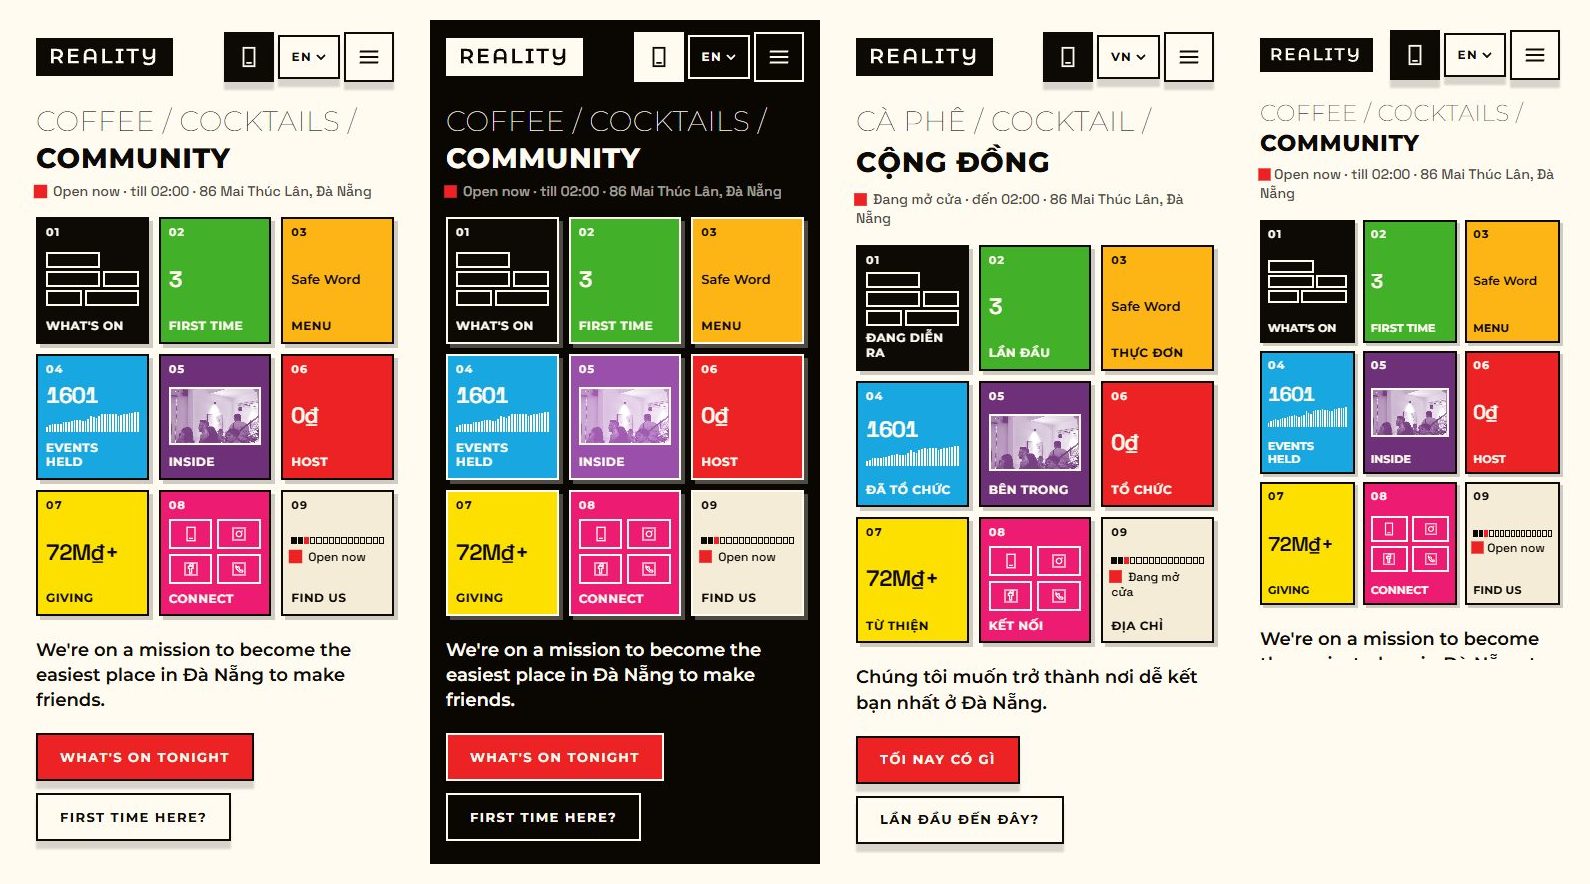 REALITY
EN
COFFEE / COCKTAILS /
COMMUNITY
Open now · till 02:00 · 86 Mai Thúc Lân, Đà Nẵng
01
WHAT'S ON
02
3
FIRST TIME
03
Safe Word
MENU
04
1601
EVENTS
HELD
05
INSIDE
06
0₫
HOST
07
72M₫+
GIVING
08
CONNECT
09
Open now
FIND US
We're on a mission to become the
easiest place in Đà Nẵng to make
friends.
WHAT'S ON TONIGHT
FIRST TIME HERE?
REALITY
EN
COFFEE / COCKTAILS /
COMMUNITY
Open now · till 02:00 · 86 Mai Thúc Lân, Đà Nẵng
01
WHAT'S ON
02
3
FIRST TIME
03
Safe Word
MENU
04
1601
EVENTS
HELD
05
INSIDE
06
0₫
HOST
07
72M₫+
GIVING
08
CONNECT
09
Open now
FIND US
We're on a mission to become the
easiest place in Đà Nẵng to make
friends.
WHAT'S ON TONIGHT
FIRST TIME HERE?
REALITY
VN
CÀ PHÊ / COCKTAIL /
CỘNG ĐỒNG
Đang mở cửa · đến 02:00 · 86 Mai Thúc Lân, Đà
Nẵng
01
ĐANG DIỄN
RA
02
3
LẦN ĐẦU
03
Safe Word
THỰC ĐƠN
04
1601
ĐÃ TỔ CHỨC
05
BÊN TRONG
06
0₫
TỔ CHỨC
07
72M₫+
TỪ THIỆN
08
KẾT NỐI
09
Đang mở
cửa
ĐỊA CHỈ
Chúng tôi muốn trở thành nơi dễ kết
bạn nhất ở Đà Nẵng.
TỐI NAY CÓ GÌ
LẦN ĐẦU ĐẾN ĐÂY?
REALITY
EN
COFFEE / COCKTAILS /
COMMUNITY
Open now · till 02:00 · 86 Mai Thúc Lân, Đà
Nẵng
01
WHAT'S ON
02
3
FIRST TIME
03
Safe Word
MENU
04
1601
EVENTS
HELD
05
INSIDE
06
0₫
HOST
07
72M₫+
GIVING
08
CONNECT
09
Open now
FIND US
We're on a mission to become